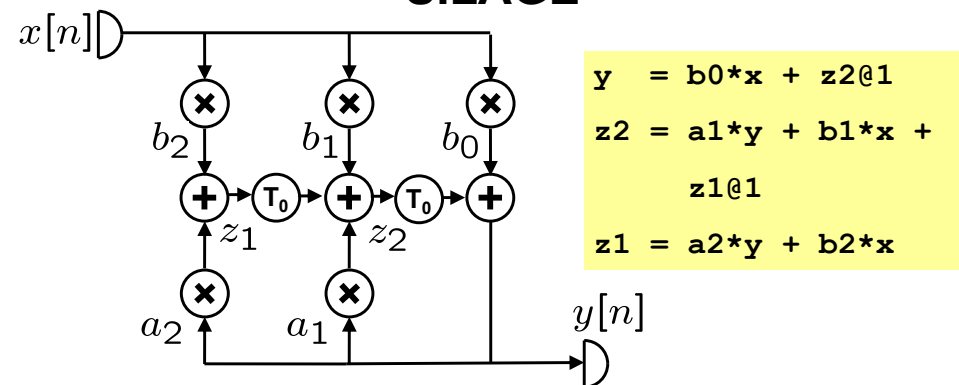 x[n]
b2 b1 b0
T0 T0
z1 z2
a2 a1
y[n]
y = b0*x + z2@1
z2 = a1*y + b1*x +
z1@1
z1 = a2*y + b2*x